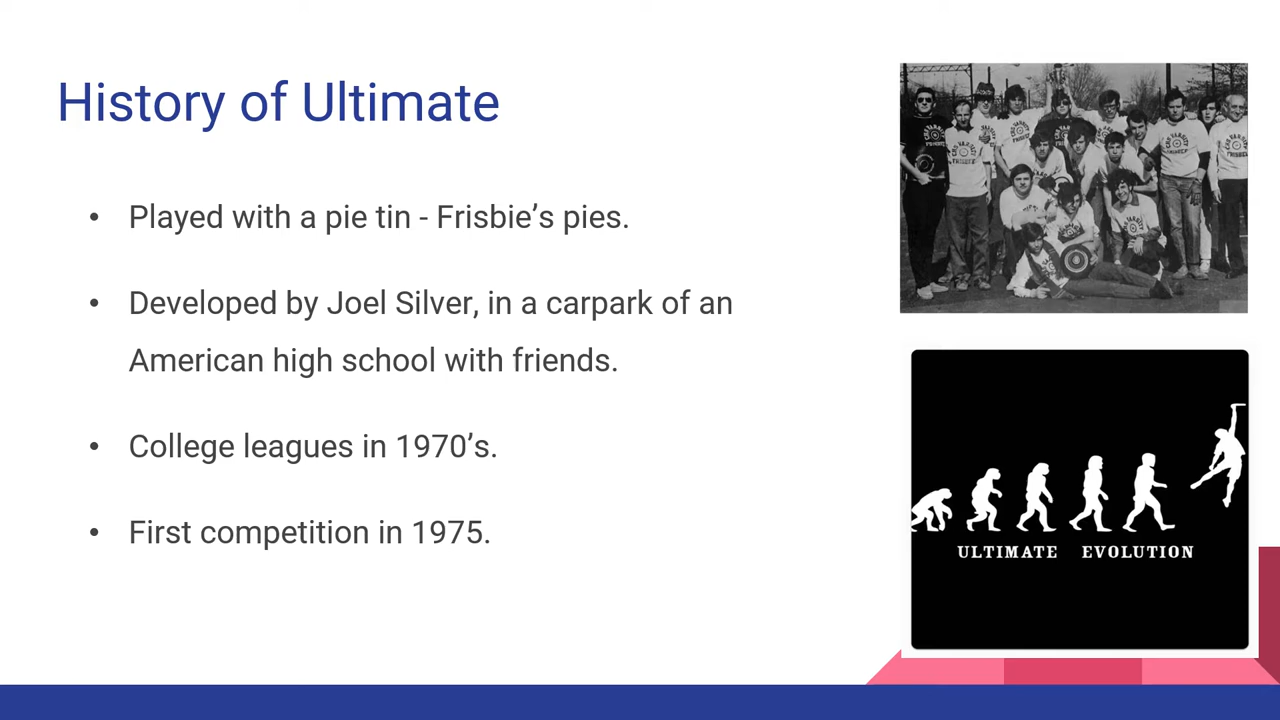 History of Ultimate
• Played with a pie tin - Frisbie’s pies.
• Developed by Joel Silver, in a carpark of an
American high school with friends.
• College leagues in 1970’s.
• First competition in 1975.
ULTIMATE EVOLUTION